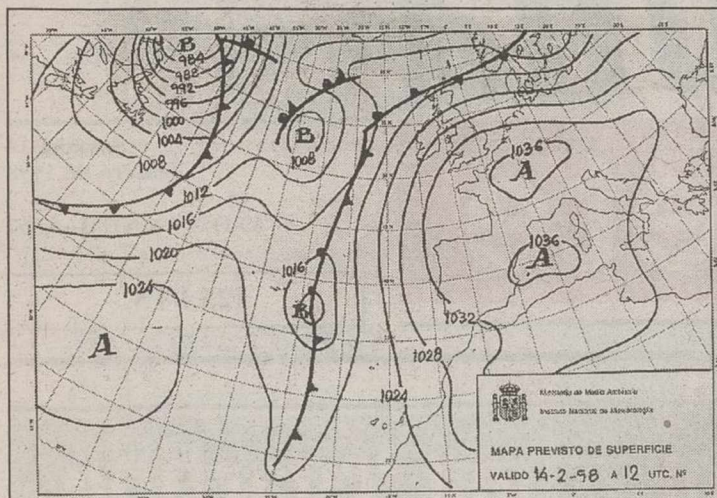 B
984
988
992
996
1000
1004
1008
1012
1016
1020
1024
A
B
1008
1016
B
1036
A
1036
A
1032
1028
1024
Ministerio de Medio Ambiente
Instituto Nacional de Meteorología
MAPA PREVISTO DE SUPERFICIE
VALIDO 14-2-98 A 12 UTC. Nº